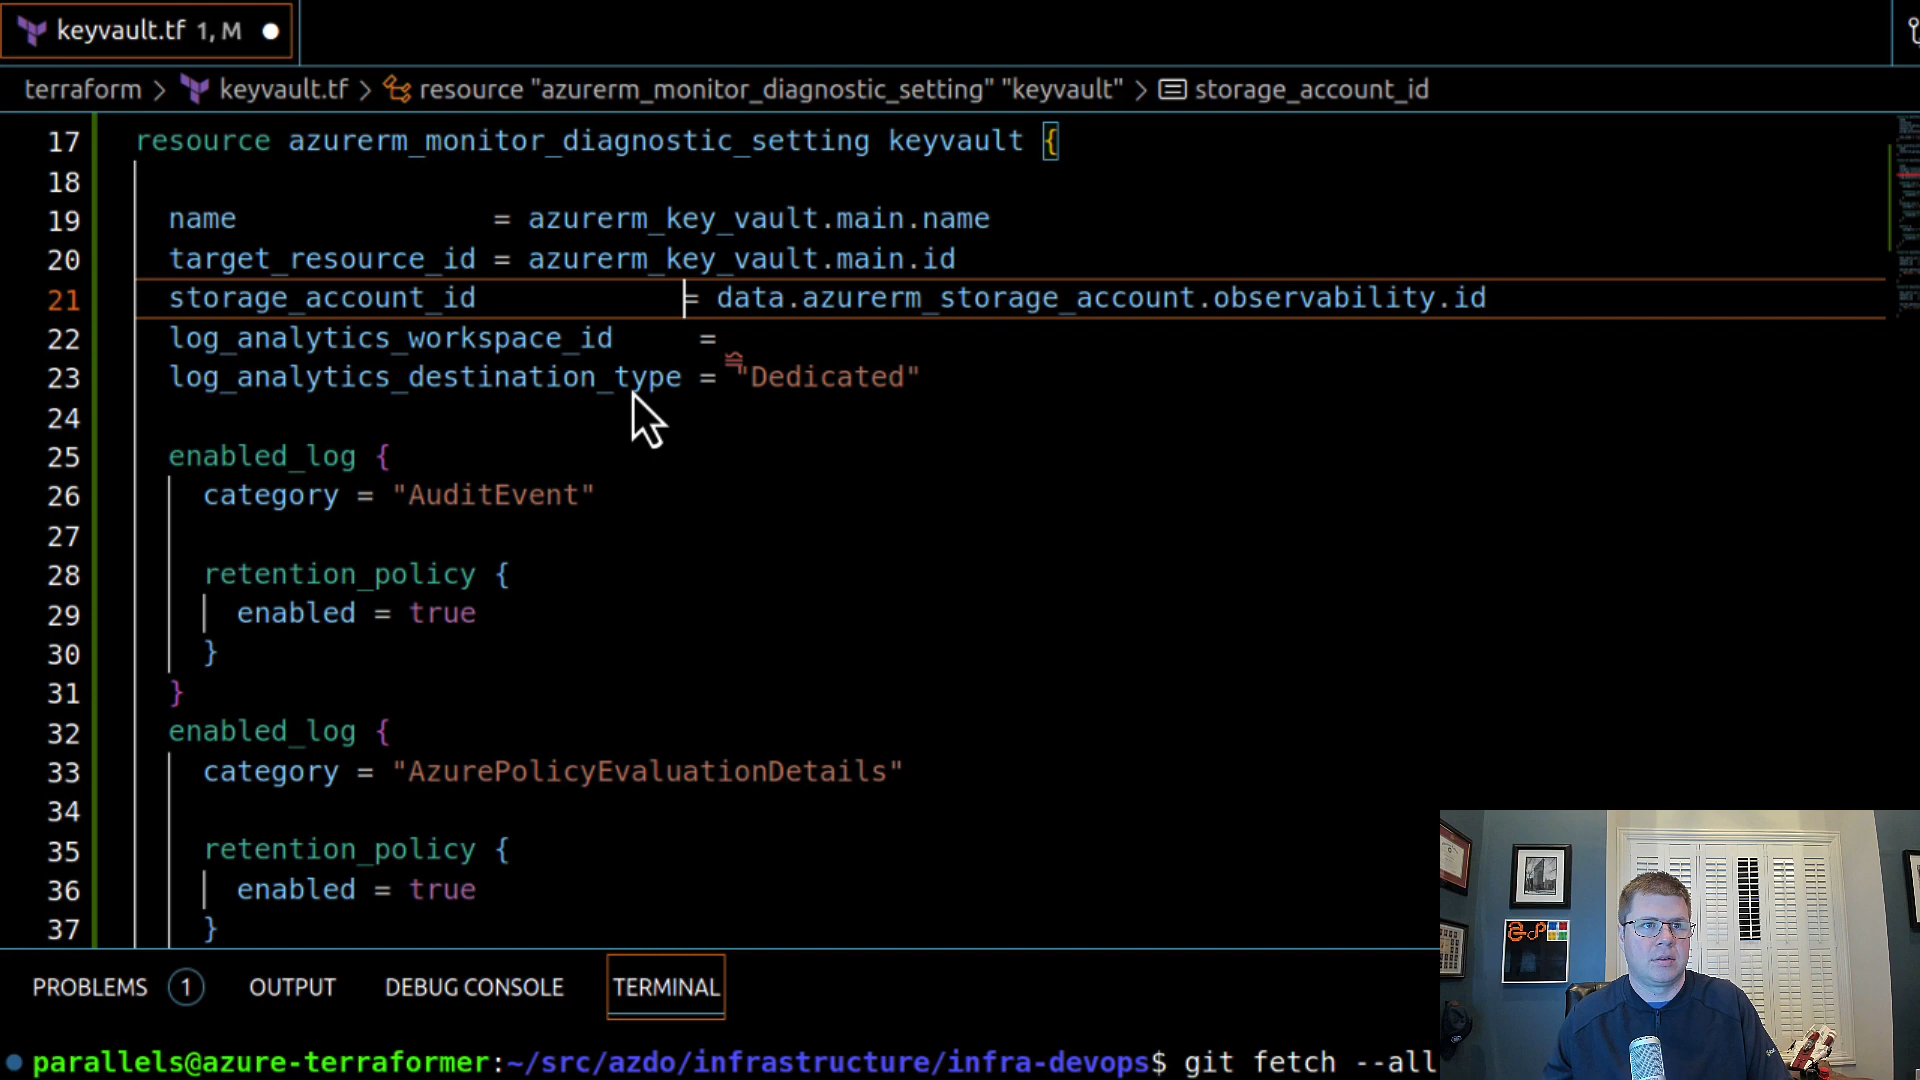 keyvault.tf 1, M
terraform > keyvault.tf > resource "azurerm_monitor_diagnostic_setting" "keyvault" > storage_account_id
17 resource azurerm_monitor_diagnostic_setting keyvault {
18
19 name = azurerm_key_vault.main.name
20 target_resource_id = azurerm_key_vault.main.id
21 storage_account_id = data.azurerm_storage_account.observability.id
22 log_analytics_workspace_id =
23 log_analytics_destination_type = "Dedicated"
24
25 enabled_log {
26 category = "AuditEvent"
27
28 retention_policy {
29 enabled = true
30 }
31 }
32 enabled_log {
33 category = "AzurePolicyEvaluationDetails"
34
35 retention_policy {
36 enabled = true
37 }
PROBLEMS 1 OUTPUT DEBUG CONSOLE TERMINAL
parallels@azure-terraformer:~/src/azdo/infrastructure/infra-devops$ git fetch --all